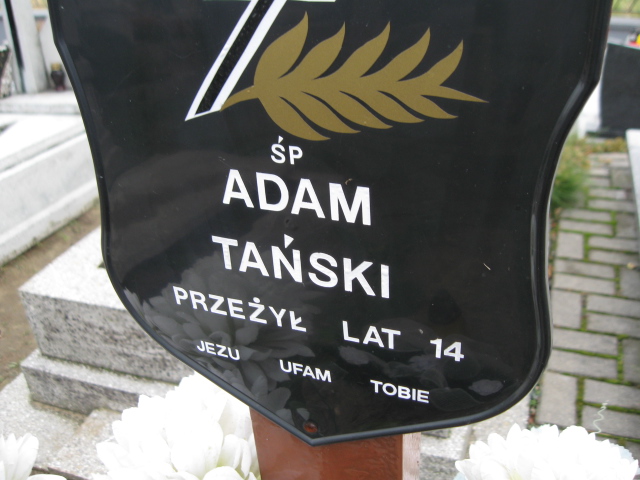 ŚP
ADAM
TAŃSKI
PRZEŻYŁ LAT 14
JEZU UFAM TOBIE